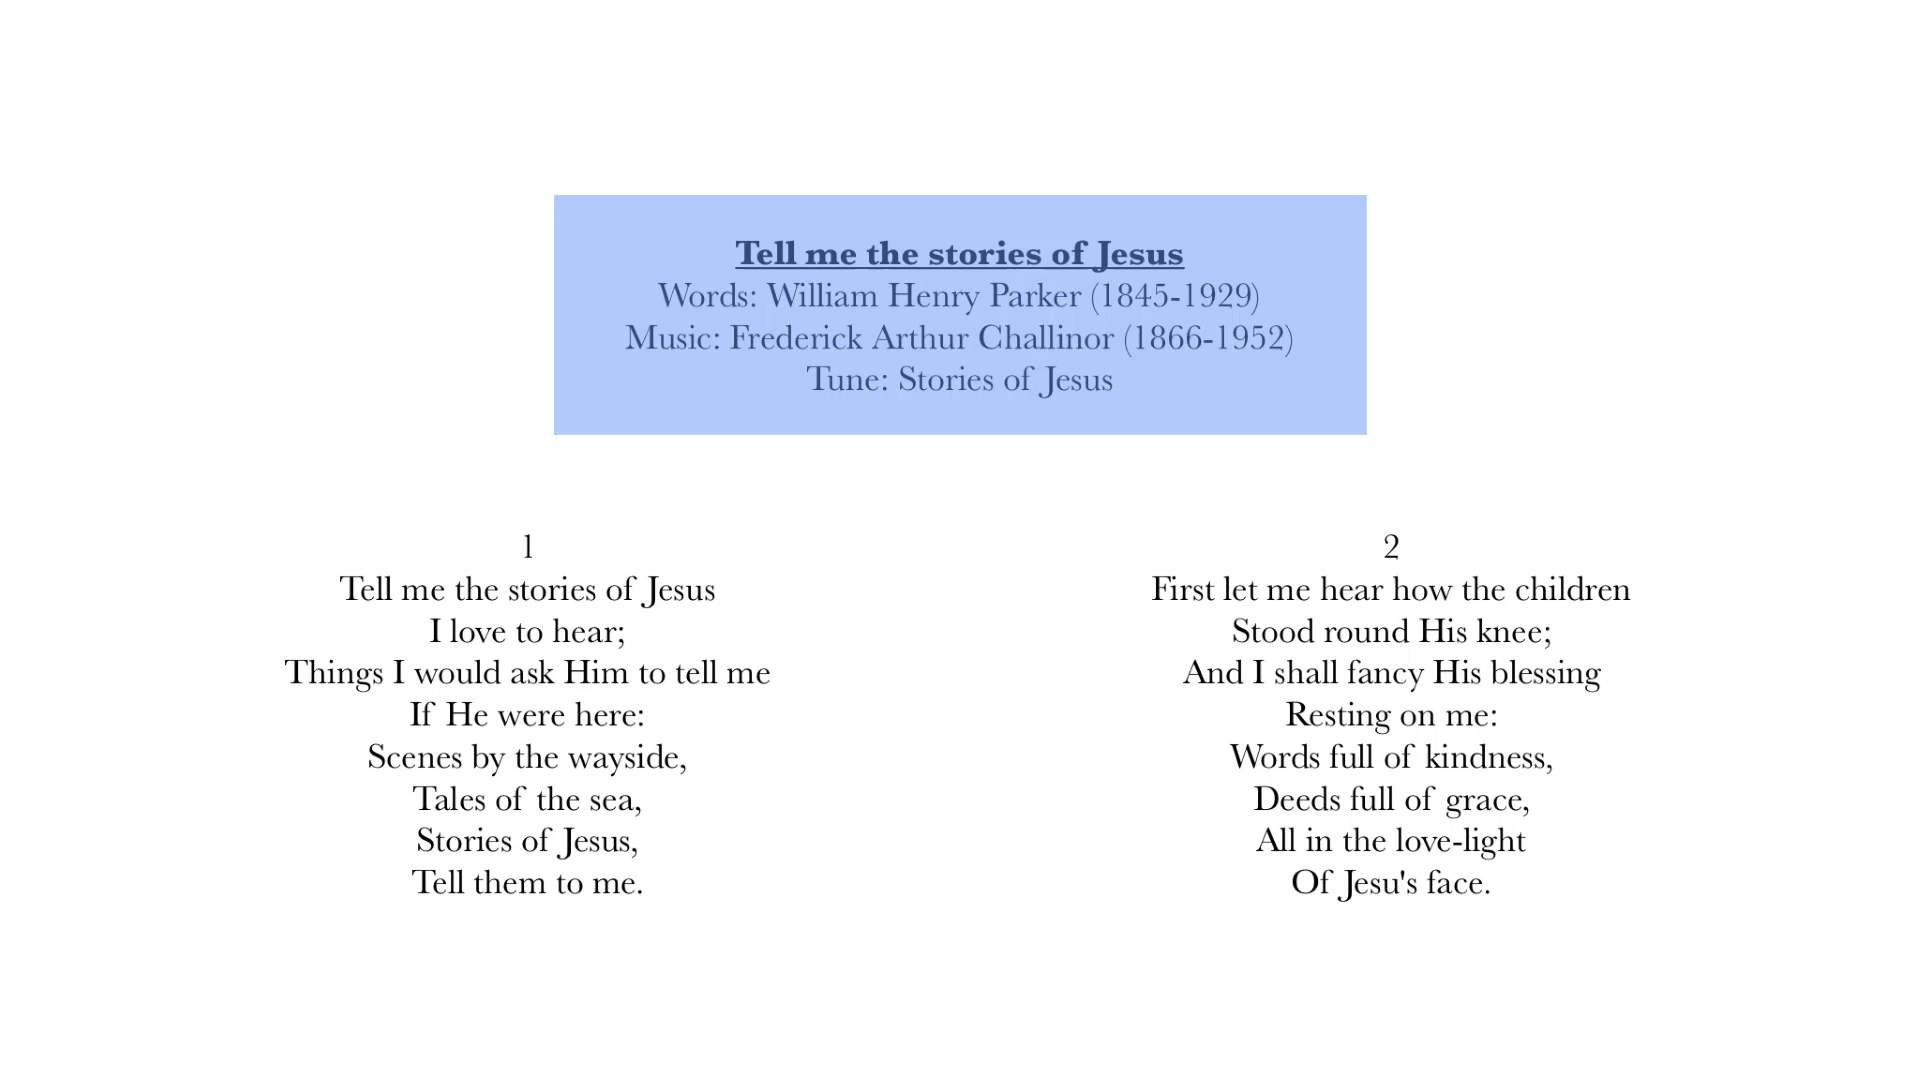 Tell me the stories of Jesus
Words: William Henry Parker (1845-1929)
Music: Frederick Arthur Challinor (1866-1952)
Tune: Stories of Jesus
1
Tell me the stories of Jesus
I love to hear;
Things I would ask Him to tell me
If He were here:
Scenes by the wayside,
Tales of the sea,
Stories of Jesus,
Tell them to me.
2
First let me hear how the children
Stood round His knee;
And I shall fancy His blessing
Resting on me:
Words full of kindness,
Deeds full of grace,
All in the love-light
Of Jesu's face.